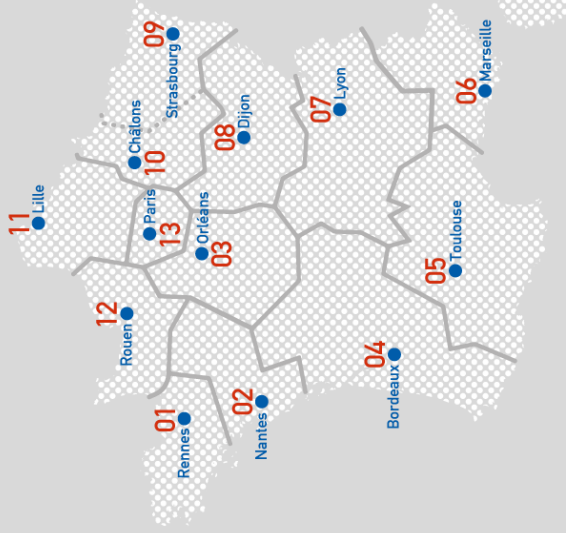 11
Lille
09
Strasbourg
Châlons
10
12
Rouen
Paris
13
08
Dijon
Orléans
03
01
Rennes
02
Nantes
07
Lyon
04
Bordeaux
05
Toulouse
06
Marseille